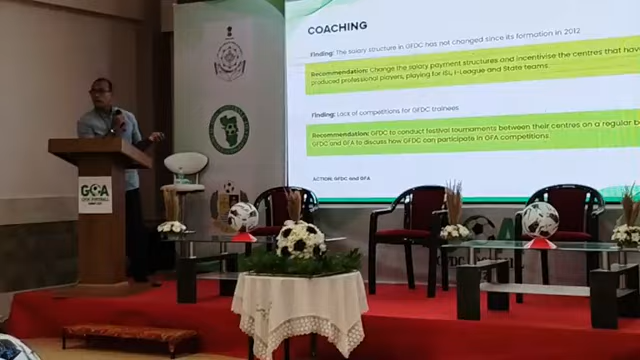 COACHING
Finding: The salary structure in GFDC has not changed since its formation in 2012
Recommendation: Change the salary payment structures and incentivise the centres that hav
produced professional players, playing for ISL, I-League and State teams.
Finding: Lack of competitions for GFDC trainees
Recommendation: GFDC to conduct festival tournaments between their centres on a regular b
GFDC and GFA to discuss how GFDC can participate in GFA competitions.
ACTION: GFDC and GFA
GOA